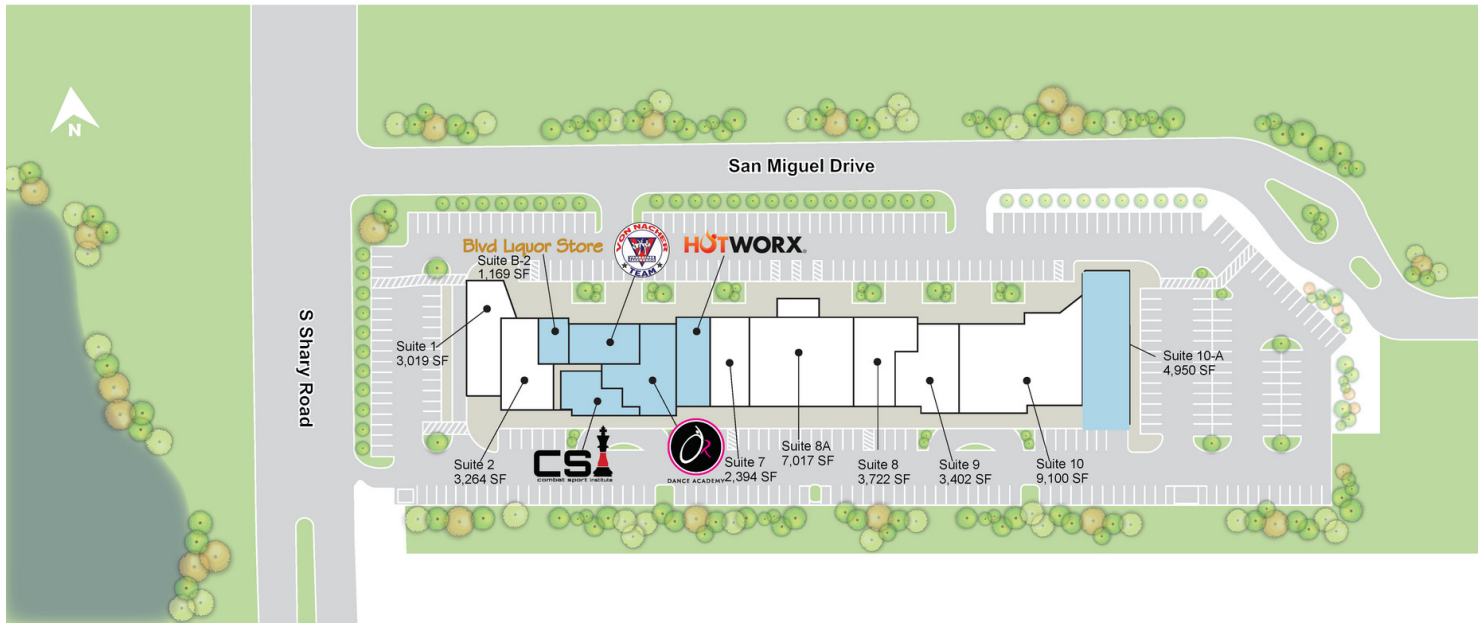 N
San Miguel Drive
S Shary Road
Blvd Liquor Store
Suite B-2
1,169 SF
VON NACHER
TEAM
HOTWORX®
Suite 1
3,019 SF
Suite 10-A
4,950 SF
Suite 2
3,264 SF
CSI
combat sport institute
DANCE ACADEMY
Suite 7
2,394 SF
Suite 8A
7,017 SF
Suite 8
3,722 SF
Suite 9
3,402 SF
Suite 10
9,100 SF